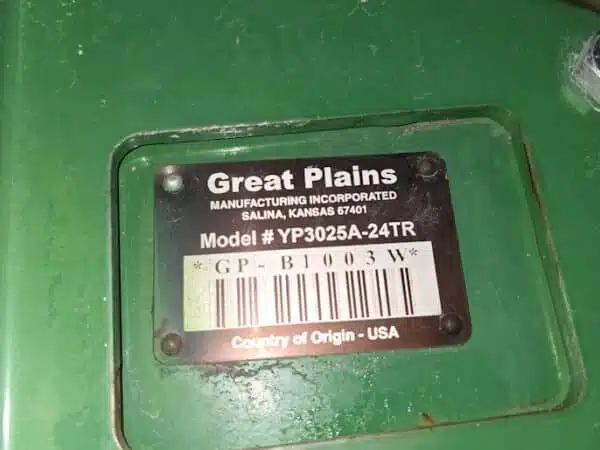 Great Plains
MANUFACTURING INCORPORATED
SALINA, KANSAS 67401
Model # YP3025A-24TR
*GP-B1003W*
Country of Origin - USA